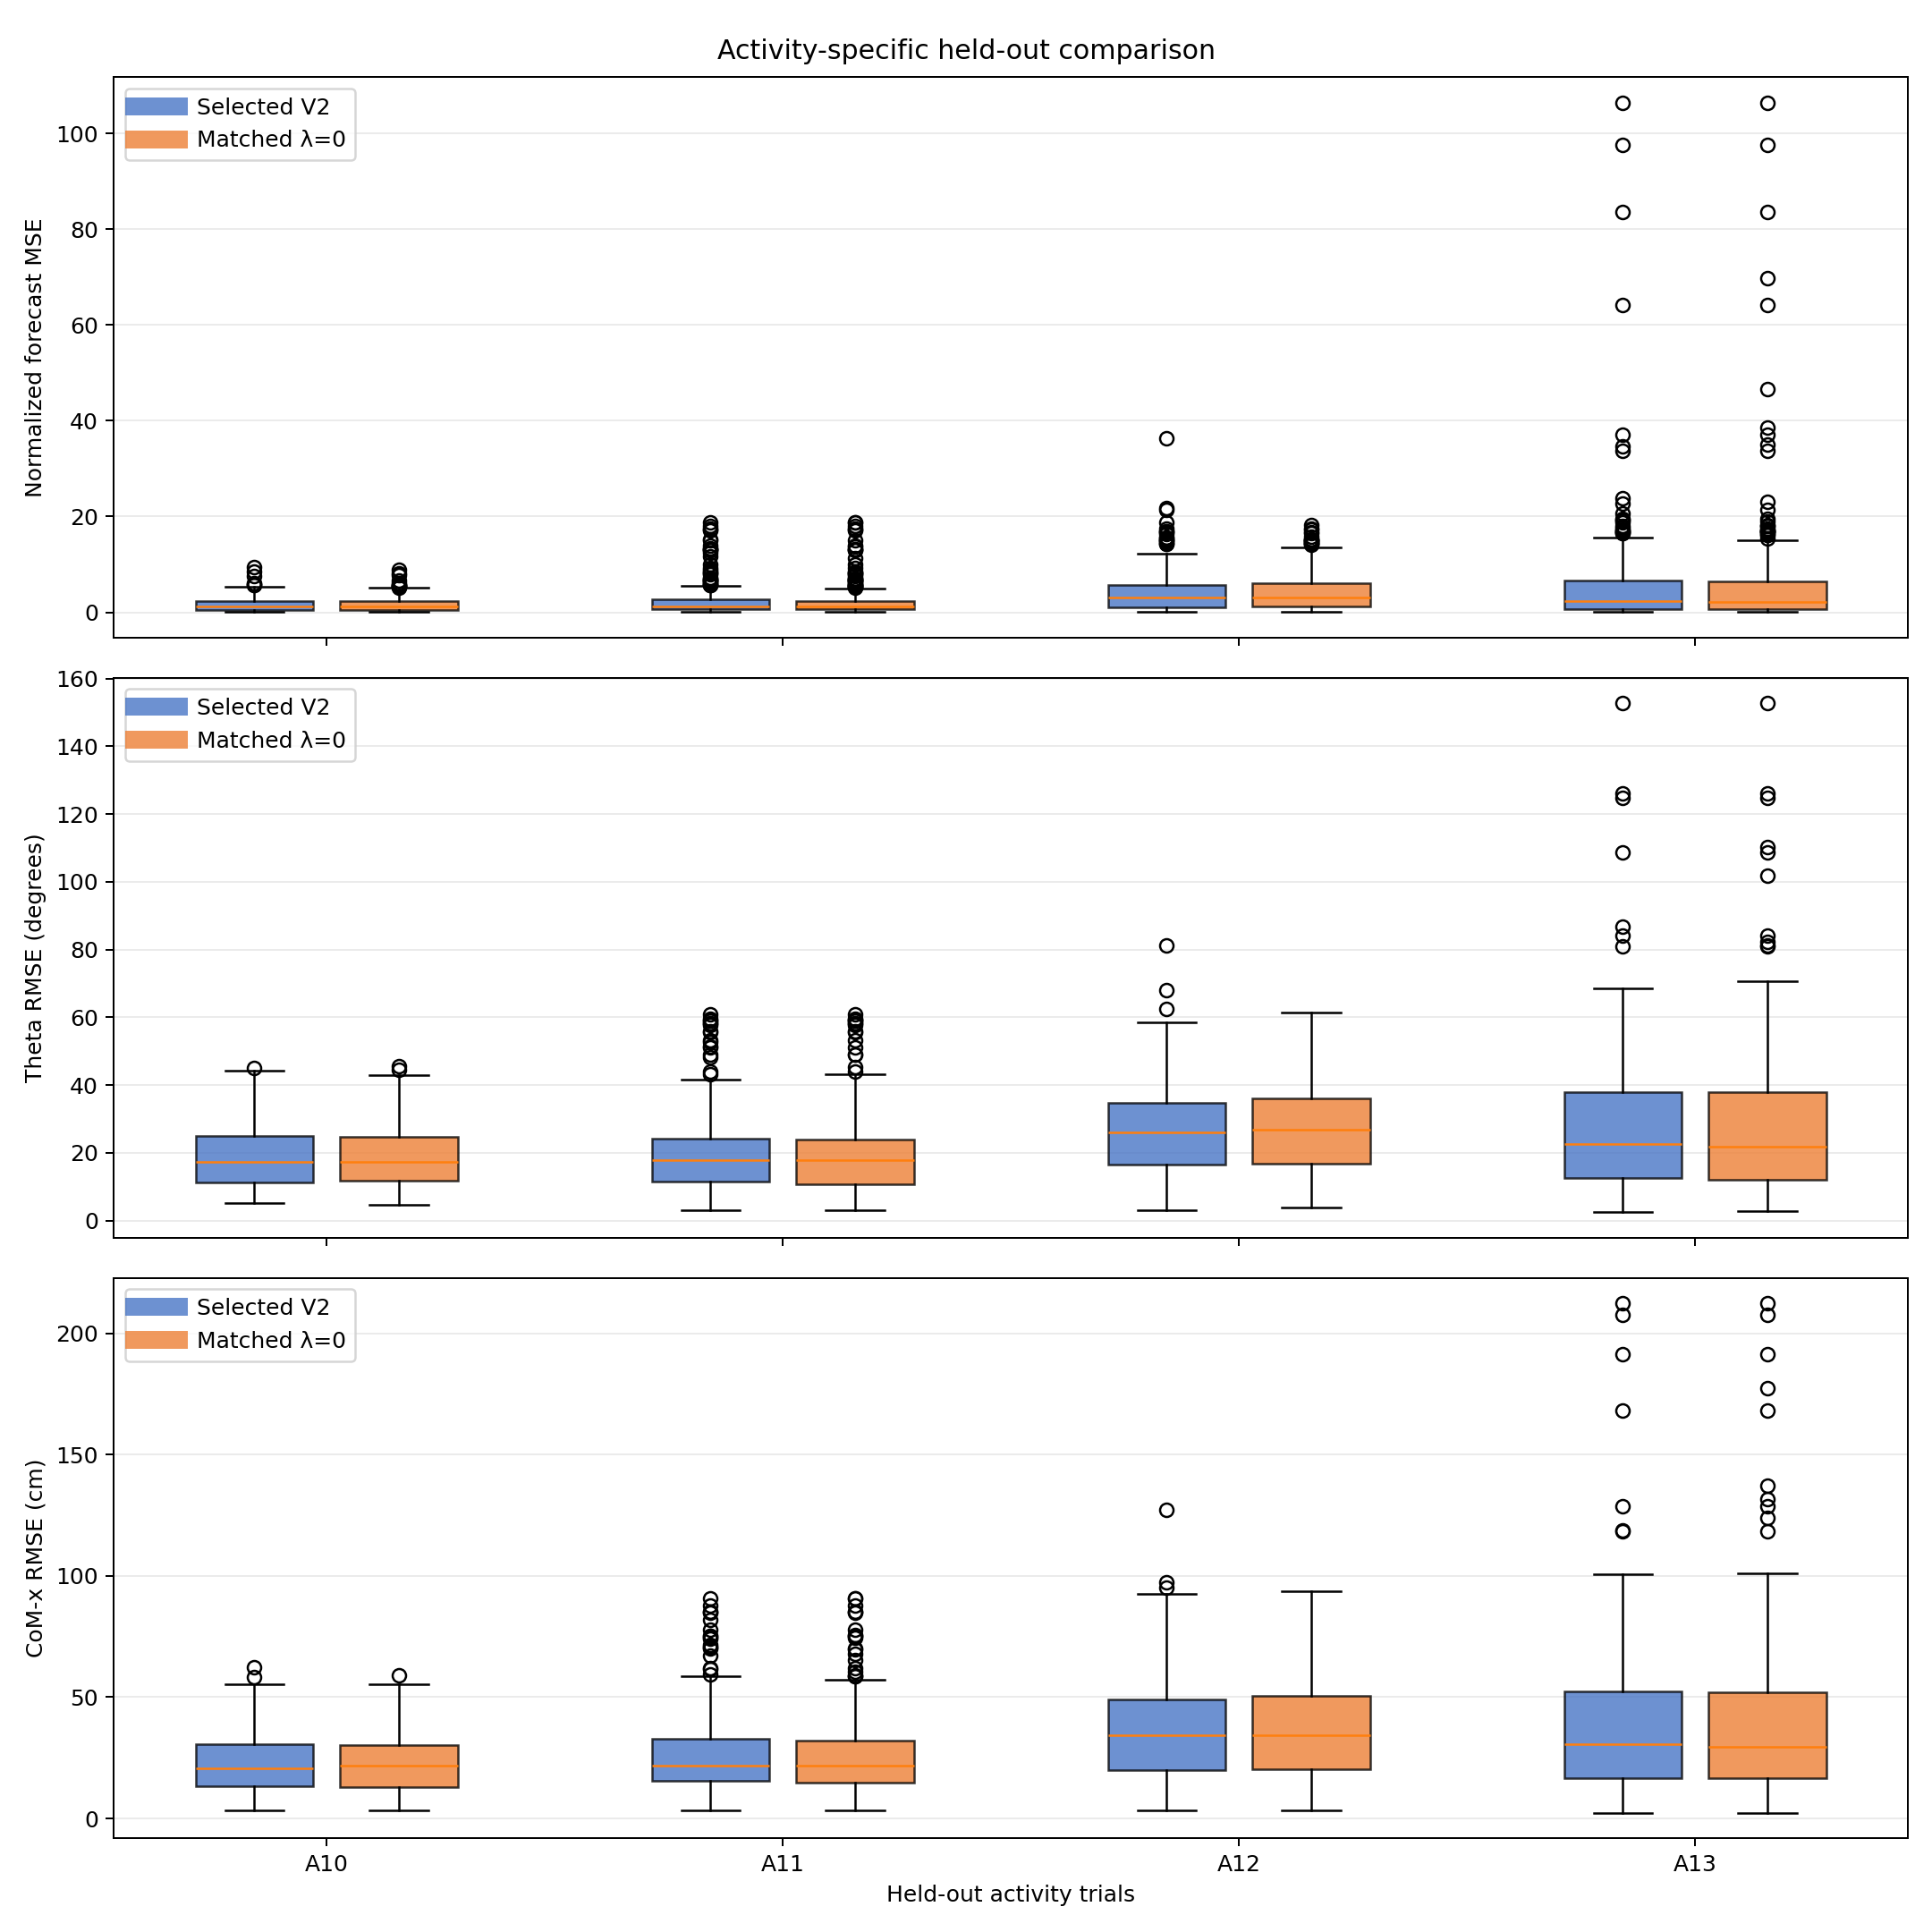 Activity-specific held-out comparison
Selected V2
Matched λ=0
Normalized forecast MSE
100
80
60
40
20
0
Selected V2
Matched λ=0
Theta RMSE (degrees)
160
140
120
100
80
60
40
20
0
Selected V2
Matched λ=0
CoM-x RMSE (cm)
200
150
100
50
0
A10 A11 A12 A13
Held-out activity trials